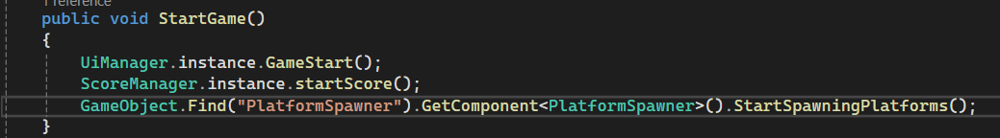 1 reference
public void StartGame()
{
UiManager.instance.GameStart();
ScoreManager.instance.startScore();
GameObject.Find("PlatformSpawner").GetComponent<PlatformSpawner>().StartSpawningPlatforms();
}